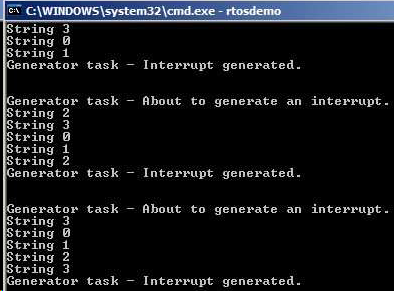 C:\WINDOWS\system32\cmd.exe - rtosdemo
String 3
String 0
String 1
Generator task - Interrupt generated.
Generator task - About to generate an interrupt.
String 2
String 3
String 0
String 1
String 2
Generator task - Interrupt generated.
Generator task - About to generate an interrupt.
String 3
String 0
String 1
String 2
String 3
Generator task - Interrupt generated.